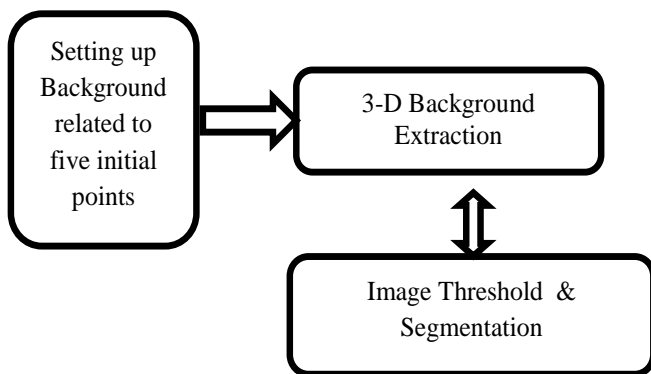 Setting up
Background
related to
five initial
points
3-D Background
Extraction
Image Threshold &
Segmentation